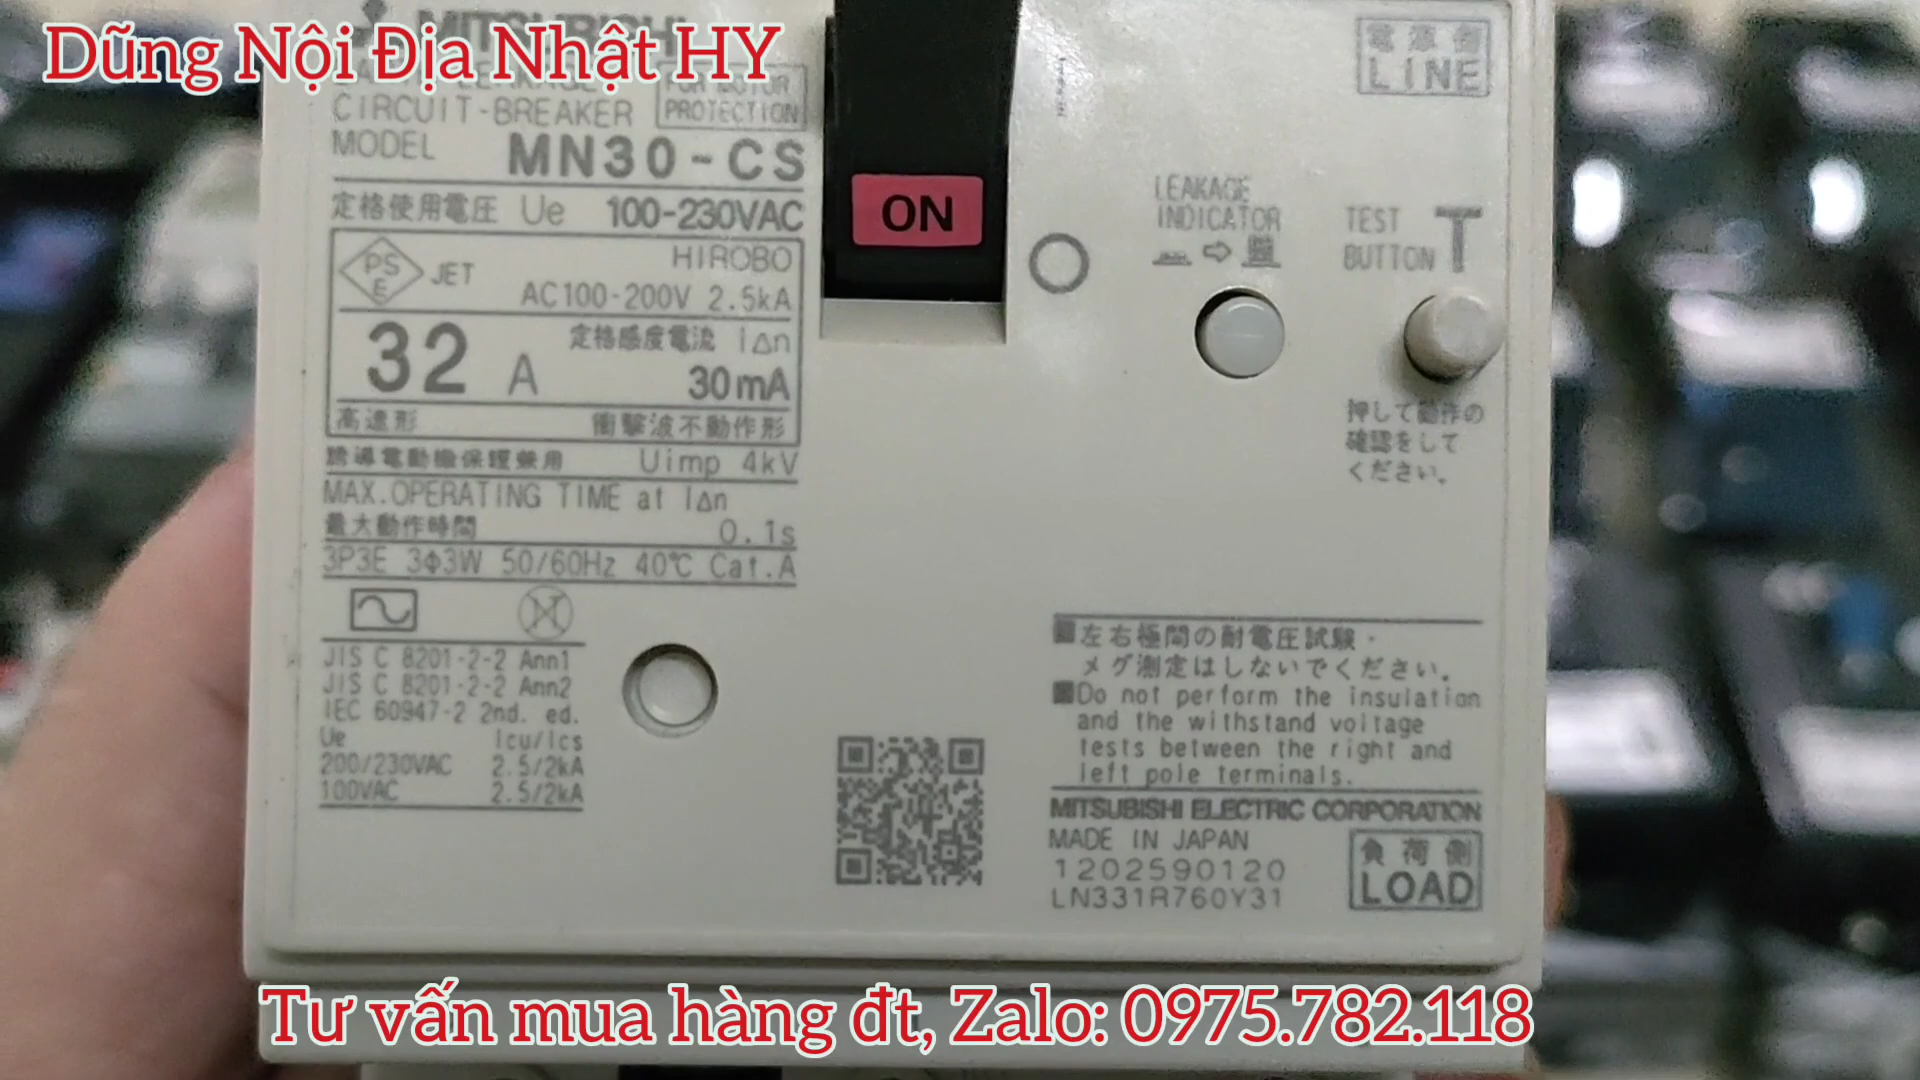 Dũng Nội Địa Nhật HY
MITSUBISHI
LEAKAGE
CIRCUIT-BREAKER
FOR MOTOR
PROTECTION
MODEL MN30-CS
定格使用電圧 Ue 100-230VAC
PS
E
JET
HIROBO
AC100-200V 2.5kA
32 A
定格感度電流 I△n
30mA
高速形 衝撃波不動作形
誘導電動機保護兼用 Uimp 4kV
MAX.OPERATING TIME at I△n
最大動作時間 0.1s
3P3E 3φ3W 50/60Hz 40℃ Cat.A
JIS C 8201-2-2 Ann1
JIS C 8201-2-2 Ann2
IEC 60947-2 2nd. ed.
Ue Icu/Ics
200/230VAC 2.5/2kA
100VAC 2.5/2kA
ON
電源側
LINE
LEAKAGE
INDICATOR
TEST
BUTTON T
押して動作の
確認をして
ください。
■左右極間の耐電圧試験・
メグ測定はしないでください。
■Do not perform the insulation
and the withstand voltage
tests between the right and
left pole terminals.
MITSUBISHI ELECTRIC CORPORATION
MADE IN JAPAN
1202590120
LN331R760Y31
負荷側
LOAD
Tư vấn mua hàng đt, Zalo: 0975.782.118